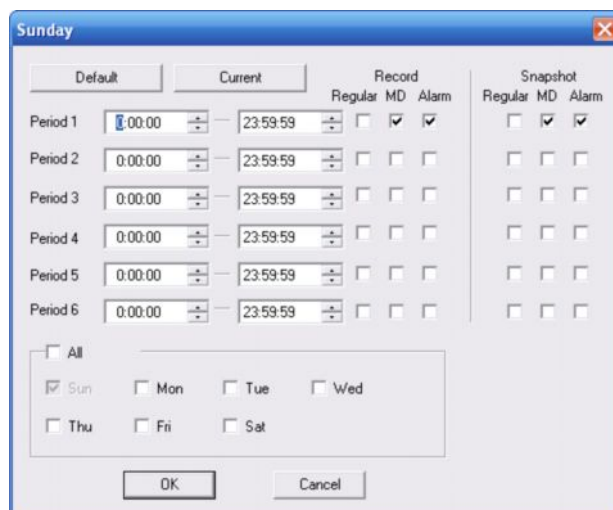 Sunday
Default Current Record Snapshot
Regular MD Alarm Regular MD Alarm
Period 1 0:00:00 23:59:59
Period 2 0:00:00 23:59:59
Period 3 0:00:00 23:59:59
Period 4 0:00:00 23:59:59
Period 5 0:00:00 23:59:59
Period 6 0:00:00 23:59:59
All
Sun Mon Tue Wed
Thu Fri Sat
OK Cancel